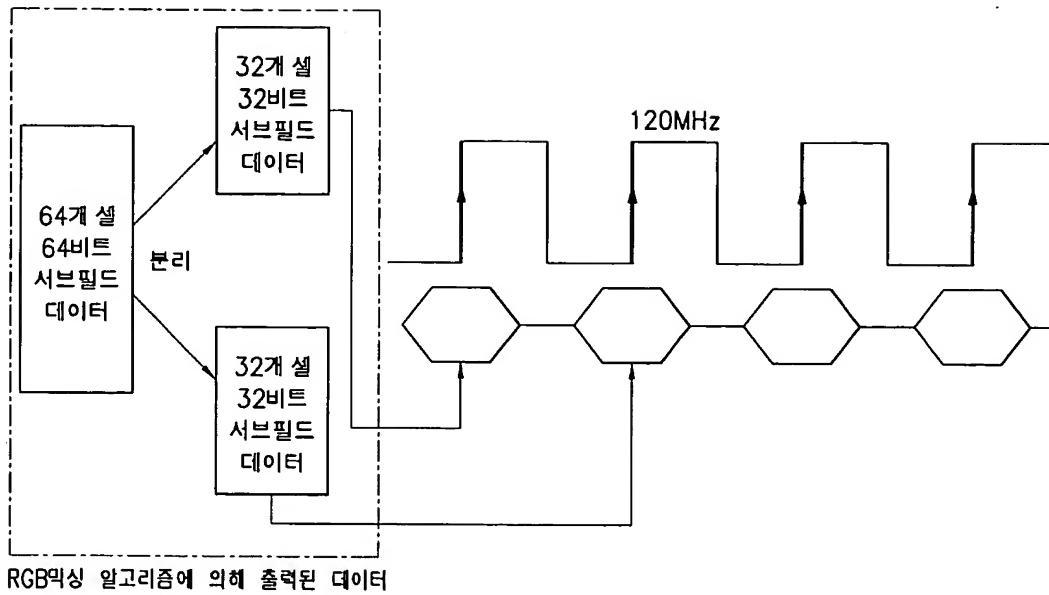 64개 셀
64비트
서브필드
데이터
분리
32개 셀
32비트
서브필드
데이터
32개 셀
32비트
서브필드
데이터
120MHz
RGB믹싱 알고리즘에 의해 출력된 데이터